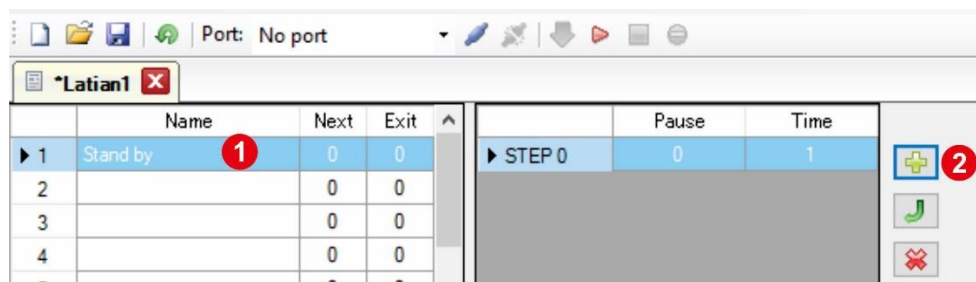 Port: No port
*Latian1
Name Next Exit Pause Time
1 Stand by 1 0 0 STEP 0 0 1 2
2 0 0
3 0 0
4 0 0